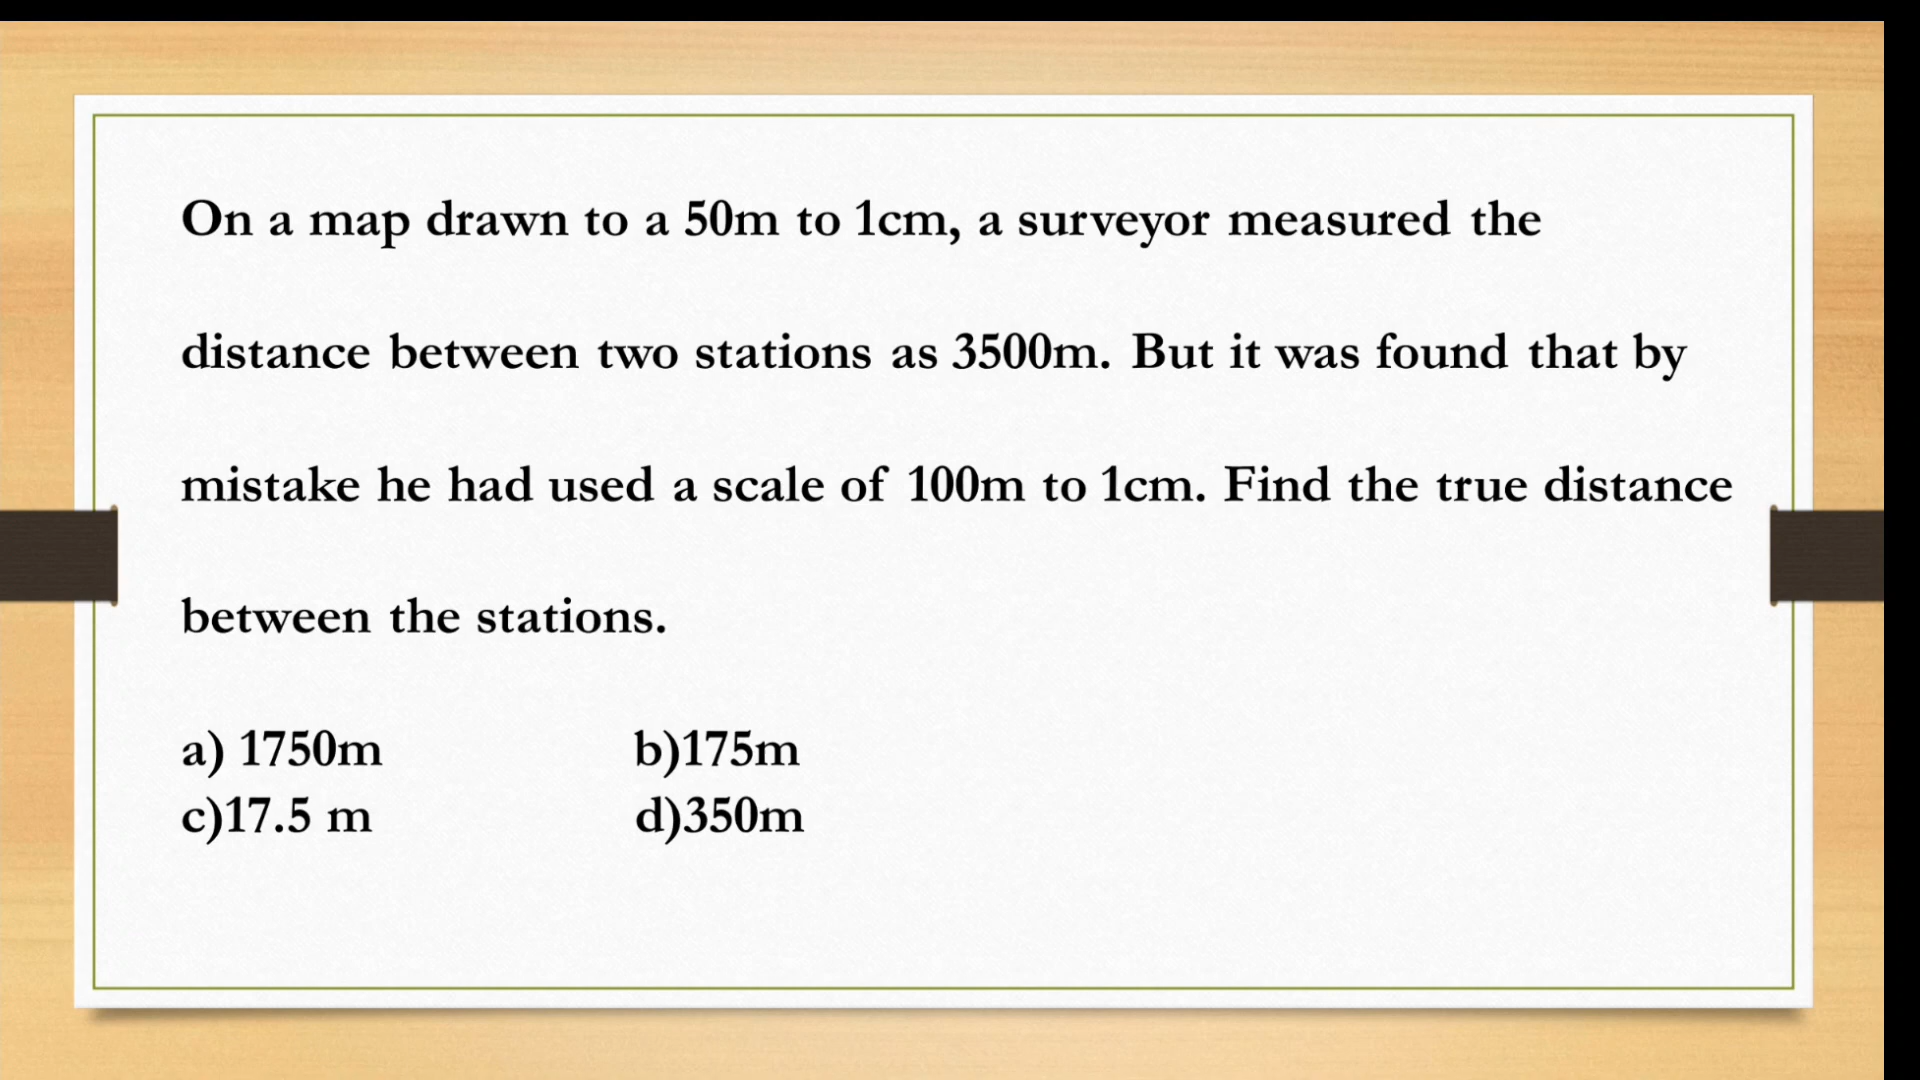 On a map drawn to a 50m to 1cm, a surveyor measured the
distance between two stations as 3500m. But it was found that by
mistake he had used a scale of 100m to 1cm. Find the true distance
between the stations.
a) 1750m b)175m
c)17.5 m d)350m